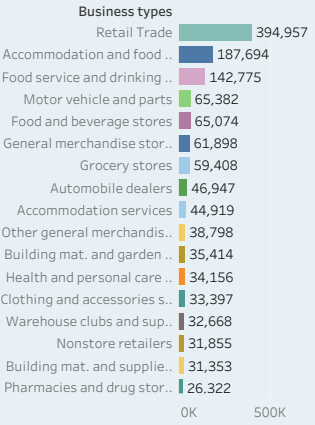 Business types
Retail Trade 394,957
Accommodation and food .. 187,694
Food service and drinking .. 142,775
Motor vehicle and parts 65,382
Food and beverage stores 65,074
General merchandise stor.. 61,898
Grocery stores 59,408
Automobile dealers 46,947
Accommodation services 44,919
Other general merchandis.. 38,798
Building mat. and garden .. 35,414
Health and personal care .. 34,156
Clothing and accessories s.. 33,397
Warehouse clubs and sup.. 32,668
Nonstore retailers 31,855
Building mat. and supplie.. 31,353
Pharmacies and drug stor.. 26,322
0K 500K